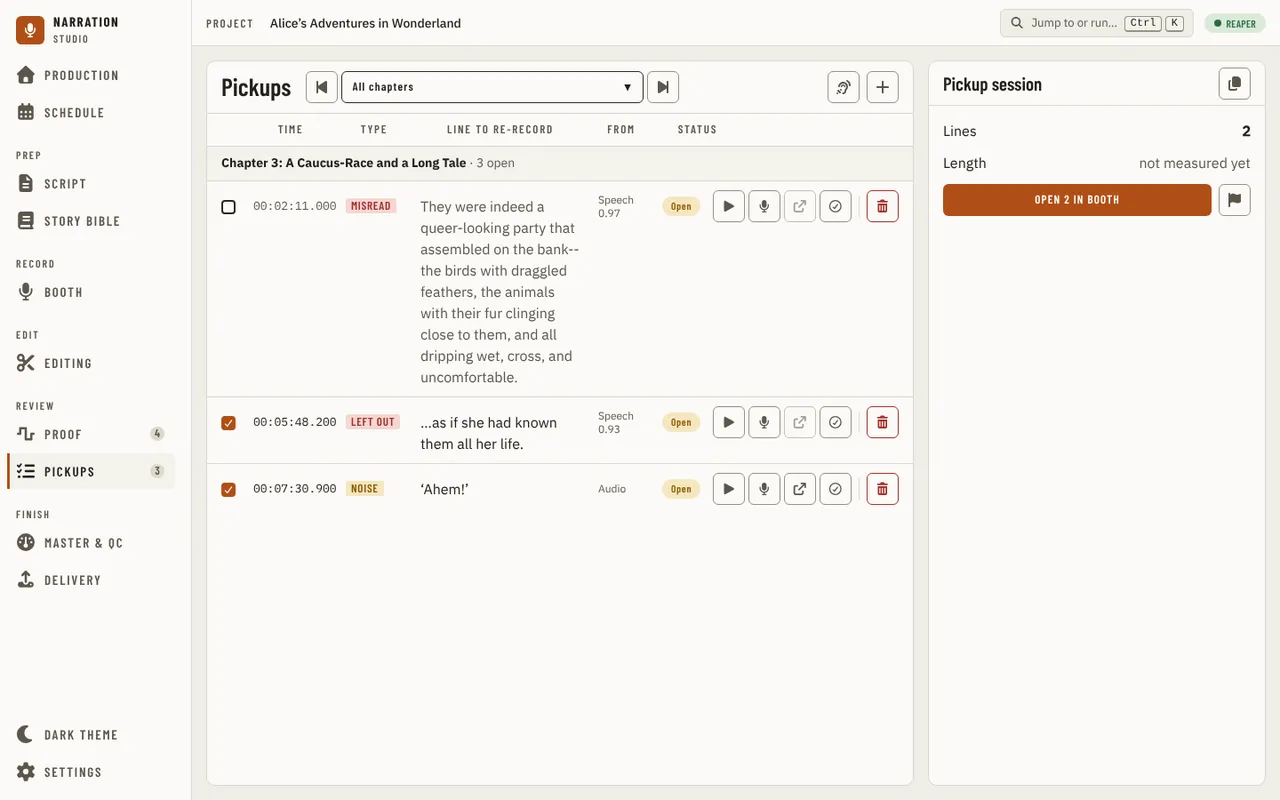 NARRATION
STUDIO
PRODUCTION
SCHEDULE
PREP
SCRIPT
STORY BIBLE
RECORD
BOOTH
EDIT
EDITING
REVIEW
PROOF 4
PICKUPS 3
FINISH
MASTER & QC
DELIVERY
DARK THEME
SETTINGS
PROJECT Alice's Adventures in Wonderland
Jump to or run... Ctrl K
REAPER
Pickups
All chapters
TIME TYPE LINE TO RE-RECORD FROM STATUS
Chapter 3: A Caucus-Race and a Long Tale · 3 open
00:02:11.000 MISREAD They were indeed a Speech 0.97 Open
queer-looking party that
assembled on the bank--
the birds with draggled
feathers, the animals
with their fur clinging
close to them, and all
dripping wet, cross, and
uncomfortable.
00:05:48.200 LEFT OUT …as if she had known Speech 0.93 Open
them all her life.
00:07:30.900 NOISE ‘Ahem!’ Audio Open
Pickup session
Lines 2
Length not measured yet
OPEN 2 IN BOOTH